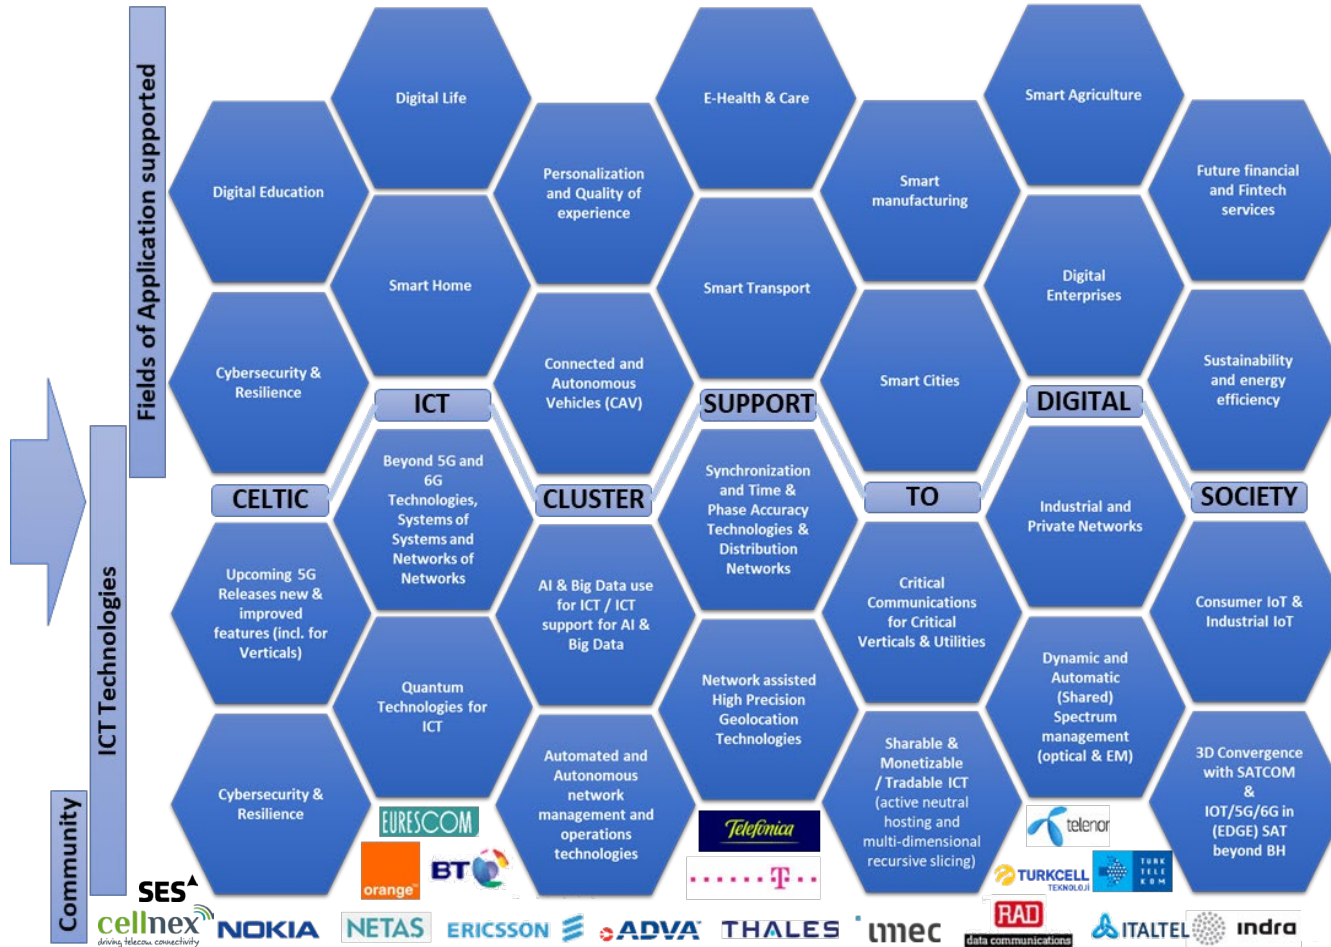 Fields of Application supported
ICT Technologies
Community
Digital Life
E-Health & Care
Smart Agriculture
Digital Education
Personalization
and Quality of
experience
Smart
manufacturing
Future financial
and Fintech
services
Smart Home
Smart Transport
Digital
Enterprises
Cybersecurity &
Resilience
Connected and
Autonomous
Vehicles (CAV)
Smart Cities
Sustainability
and energy
efficiency
CELTIC
ICT
CLUSTER
SUPPORT
TO
DIGITAL
SOCIETY
Beyond 5G and
6G
Technologies,
Systems of
Systems and
Networks of
Networks
Synchronization
and Time &
Phase Accuracy
Technologies &
Distribution
Networks
Industrial and
Private Networks
Upcoming 5G
Releases new &
improved
features (incl. for
Verticals)
AI & Big Data use
for ICT / ICT
support for AI &
Big Data
Critical
Communications
for Critical
Verticals & Utilities
Consumer IoT &
Industrial IoT
Quantum
Technologies for
ICT
Network assisted
High Precision
Geolocation
Technologies
Dynamic and
Automatic
(Shared)
Spectrum
management
(optical & EM)
Cybersecurity &
Resilience
Automated and
Autonomous
network
management and
operations
technologies
Sharable &
Monetizable
/ Tradable ICT
(active neutral
hosting and
multi-dimensional
recursive slicing)
3D Convergence
with SATCOM
&
IOT/5G/6G in
(EDGE) SAT
beyond BH
EURESCOM
Telefónica
telenor
orange™
BT
T
TURKCELL
TEKNOLOJİ
TÜRK
TELE
KOM
SES
cellnex
driving telecom connectivity
NOKIA
NETAS
ERICSSON
ADVA
THALES
imec
RAD
data communications
ITALTEL
indra